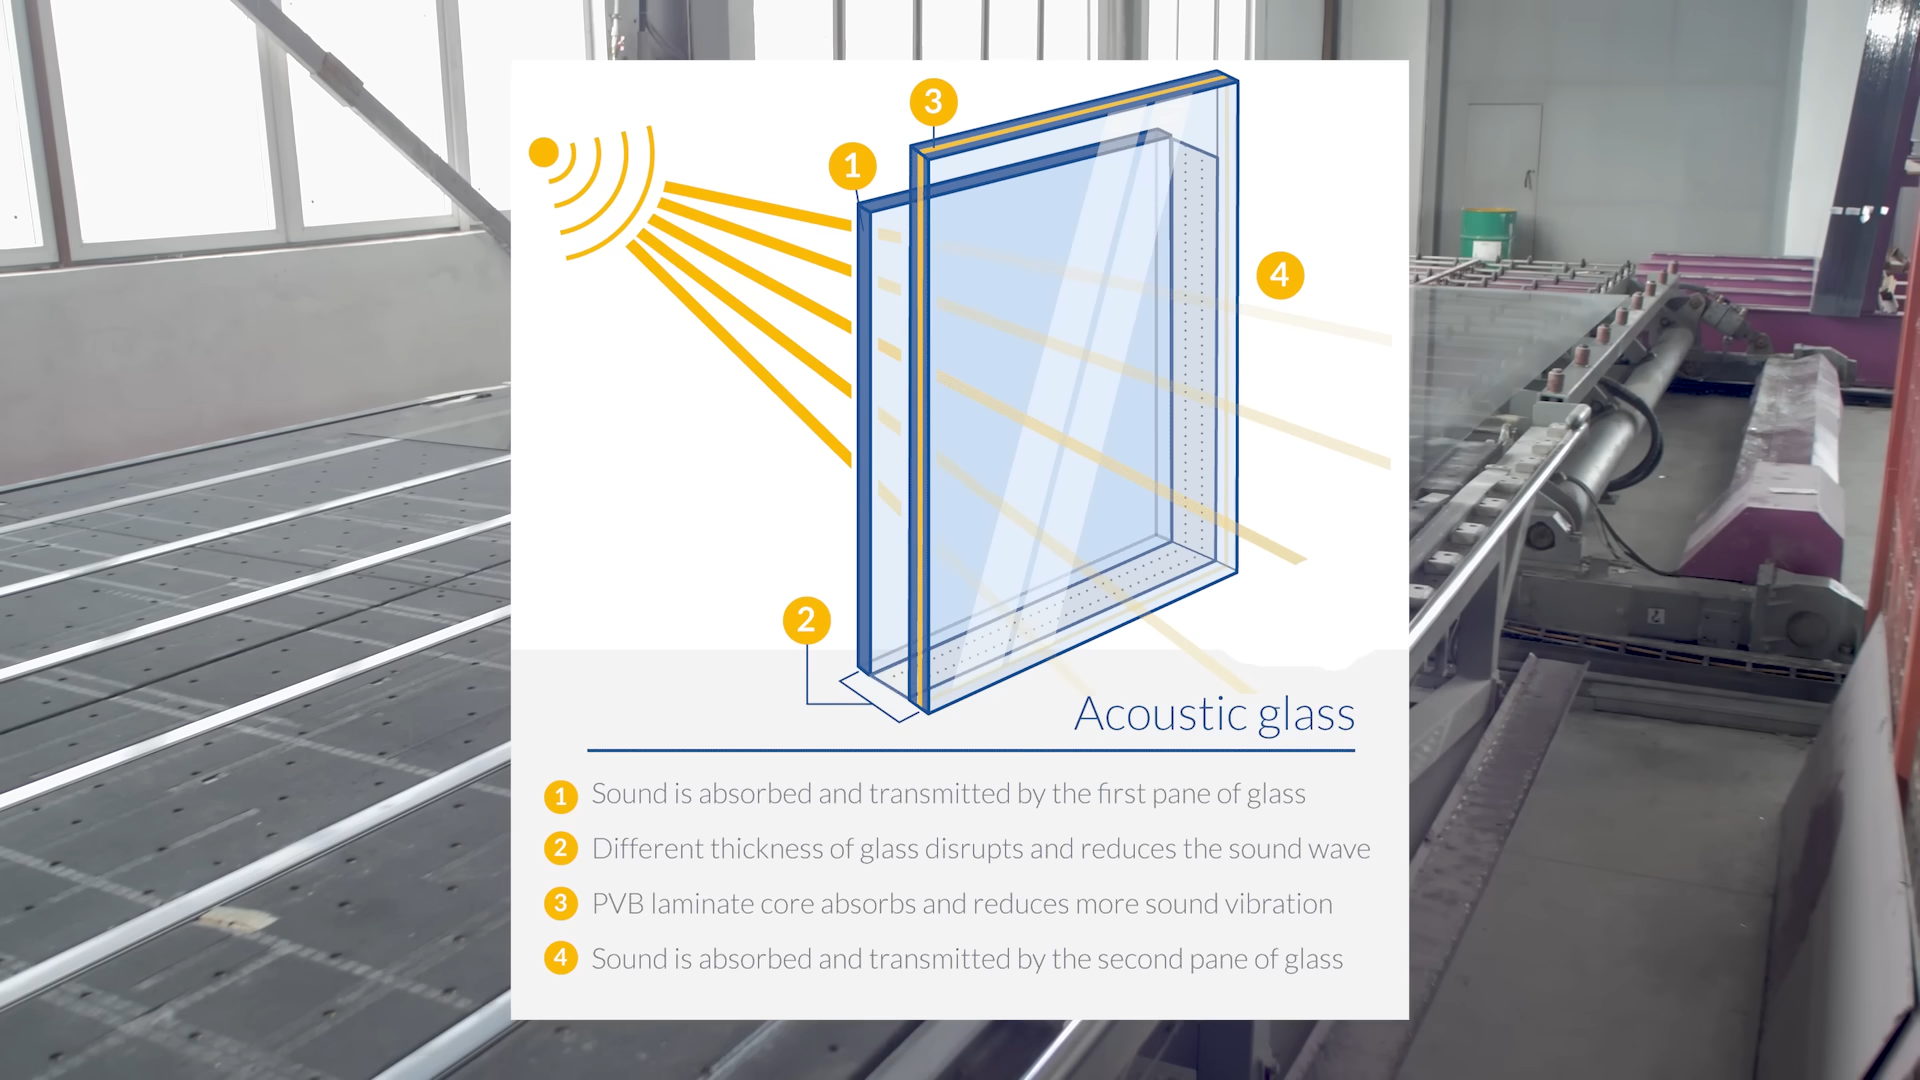 3
1
4
2
Acoustic glass
1 Sound is absorbed and transmitted by the first pane of glass
2 Different thickness of glass disrupts and reduces the sound wave
3 PVB laminate core absorbs and reduces more sound vibration
4 Sound is absorbed and transmitted by the second pane of glass